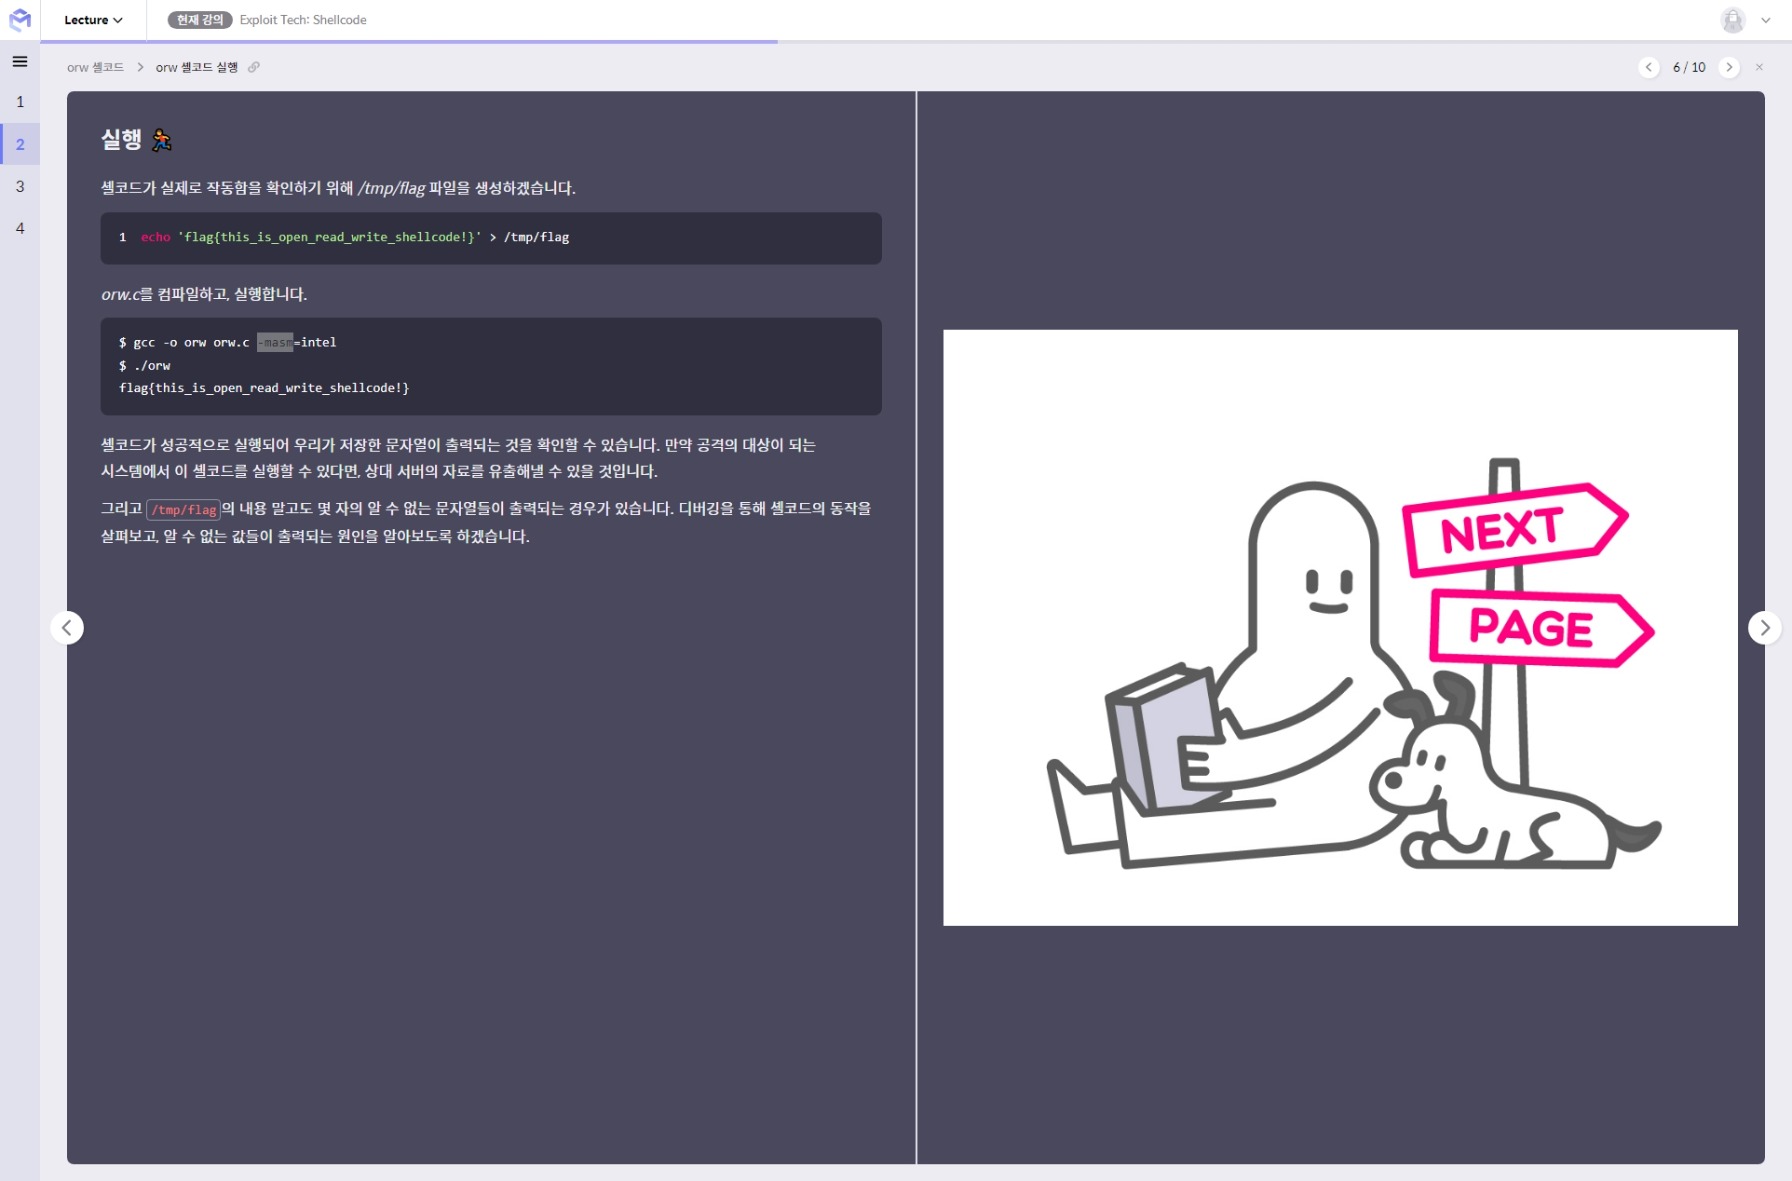 Lecture
현재 강의 Exploit Tech: Shellcode
orw 셸코드 > orw 셸코드 실행
6 / 10
1
2
3
4
실행
셸코드가 실제로 작동함을 확인하기 위해 /tmp/flag 파일을 생성하겠습니다.
1 echo 'flag{this_is_open_read_write_shellcode!}' > /tmp/flag
orw.c를 컴파일하고, 실행합니다.
$ gcc -o orw orw.c -masm=intel
$ ./orw
flag{this_is_open_read_write_shellcode!}
셸코드가 성공적으로 실행되어 우리가 저장한 문자열이 출력되는 것을 확인할 수 있습니다. 만약 공격의 대상이 되는
시스템에서 이 셸코드를 실행할 수 있다면, 상대 서버의 자료를 유출해낼 수 있을 것입니다.
그리고 /tmp/flag의 내용 말고도 몇 자의 알 수 없는 문자열들이 출력되는 경우가 있습니다. 디버깅을 통해 셸코드의 동작을
살펴보고, 알 수 없는 값들이 출력되는 원인을 알아보도록 하겠습니다.
NEXT
PAGE